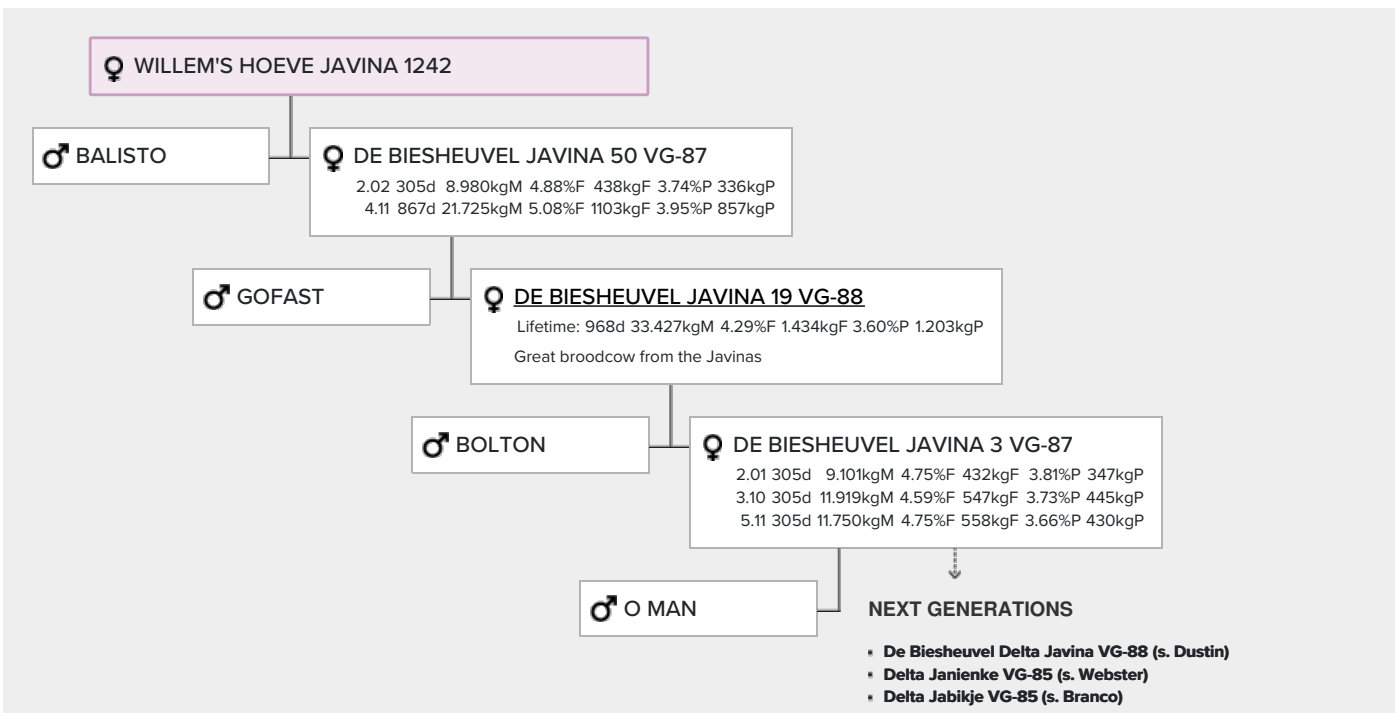 ♀ WILLEM'S HOEVE JAVINA 1242
♂ BALISTO
♀ DE BIESHEUVEL JAVINA 50 VG-87
2.02 305d 8.980kgM 4.88%F 438kgF 3.74%P 336kgP
4.11 867d 21.725kgM 5.08%F 1103kgF 3.95%P 857kgP
♂ GOFAST
♀ DE BIESHEUVEL JAVINA 19 VG-88
Lifetime: 968d 33.427kgM 4.29%F 1.434kgF 3.60%P 1.203kgP
Great broodcow from the Javinas
♂ BOLTON
♀ DE BIESHEUVEL JAVINA 3 VG-87
2.01 305d 9.101kgM 4.75%F 432kgF 3.81%P 347kgP
3.10 305d 11.919kgM 4.59%F 547kgF 3.73%P 445kgP
5.11 305d 11.750kgM 4.75%F 558kgF 3.66%P 430kgP
♂ O MAN
NEXT GENERATIONS
▪ De Biesheuvel Delta Javina VG-88 (s. Dustin)
▪ Delta Janienke VG-85 (s. Webster)
▪ Delta Jabikje VG-85 (s. Branco)